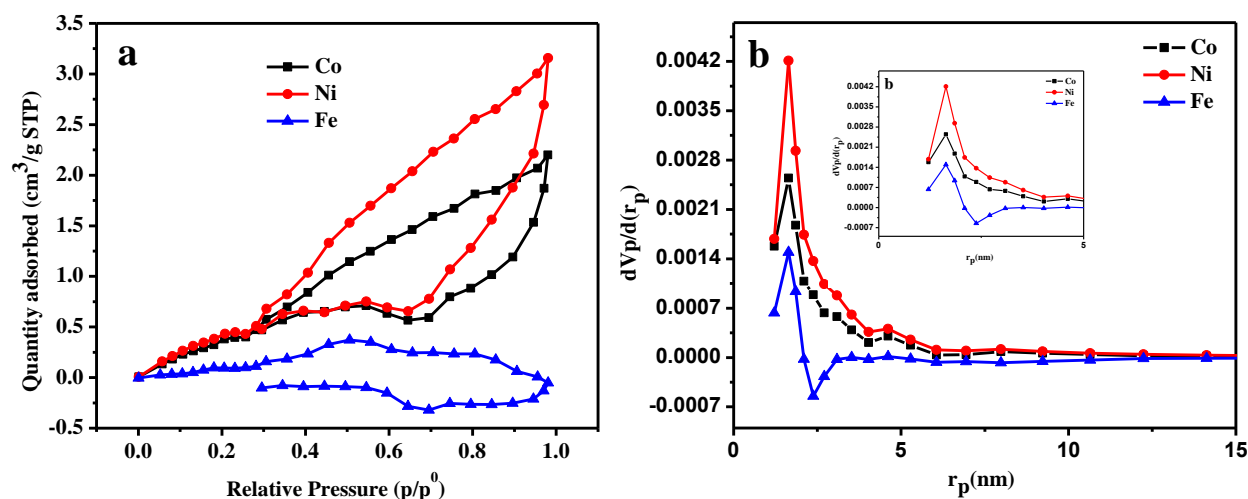 a
Co
Ni
Fe
3.5
3.0
2.5
2.0
1.5
1.0
0.5
0.0
-0.5
0.0 0.2 0.4 0.6 0.8 1.0
Quantity adsorbed (cm³/g STP)
Relative Pressure (p/p⁰)
b
Co
Ni
Fe
0.0042
0.0035
0.0028
0.0021
0.0014
0.0007
0.0000
-0.0007
0 5 10 15
dVp/d(rₚ)
rₚ(nm)
b
Co
Ni
Fe
0.0042
0.0035
0.0028
0.0021
0.0014
0.0007
0.0000
-0.0007
0 5
dVp/d(rₚ)
rₚ(nm)